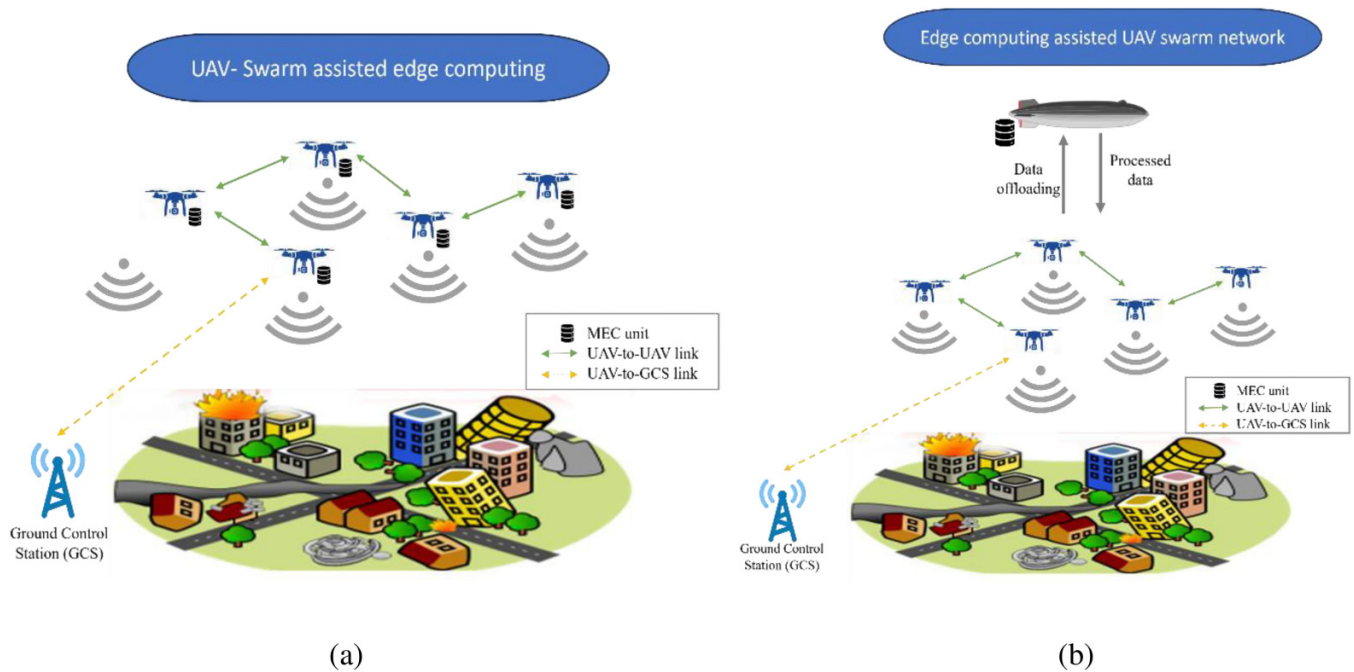 UAV- Swarm assisted edge computing
MEC unit
UAV-to-UAV link
UAV-to-GCS link
Ground Control
Station (GCS)
(a)
Edge computing assisted UAV swarm network
Data
offloading
Processed
data
MEC unit
UAV-to-UAV link
UAV-to-GCS link
Ground Control
Station (GCS)
(b)